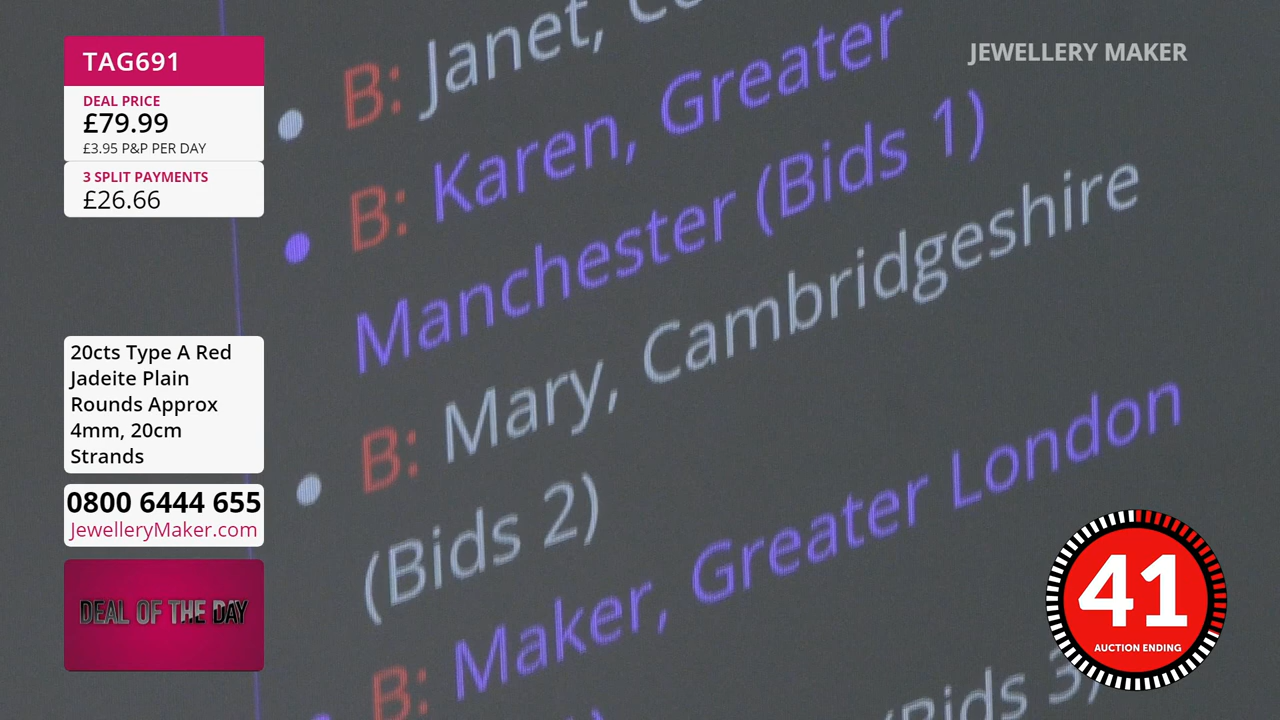 TAG691
DEAL PRICE
£79.99
£3.95 P&P PER DAY
3 SPLIT PAYMENTS
£26.66
20cts Type A Red
Jadeite Plain
Rounds Approx
4mm, 20cm
Strands
0800 6444 655
JewelleryMaker.com
DEAL OF THE DAY
JEWELLERY MAKER
• B: Janet,
• B: Karen, Greater
Manchester (Bids 1)
• B: Mary, Cambridgeshire
(Bids 2)
B: Maker, Greater London
(Bids 3)
41
AUCTION ENDING